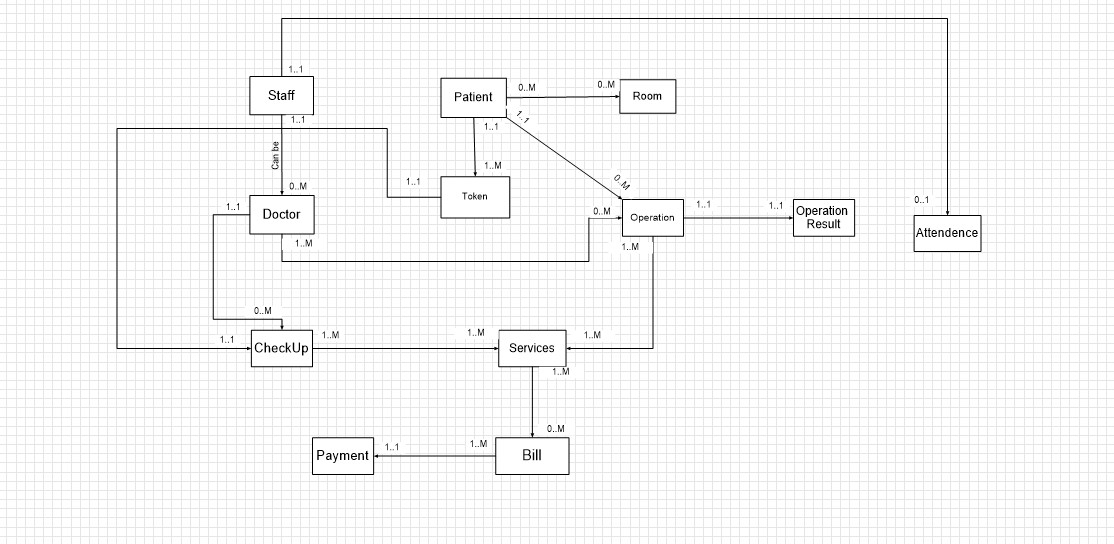 1..1
Staff
1..1
Can be
0..M
Patient
0..M
0..M
Room
1..1
1..1
1..M
0..M
1..1
Token
1..1
Doctor
1..M
0..M
Operation
1..M
1..1
1..1
Operation
Result
0..1
Attendence
0..M
1..1
CheckUp
1..M
1..M
Services
1..M
1..M
0..M
Payment
1..1
1..M
Bill